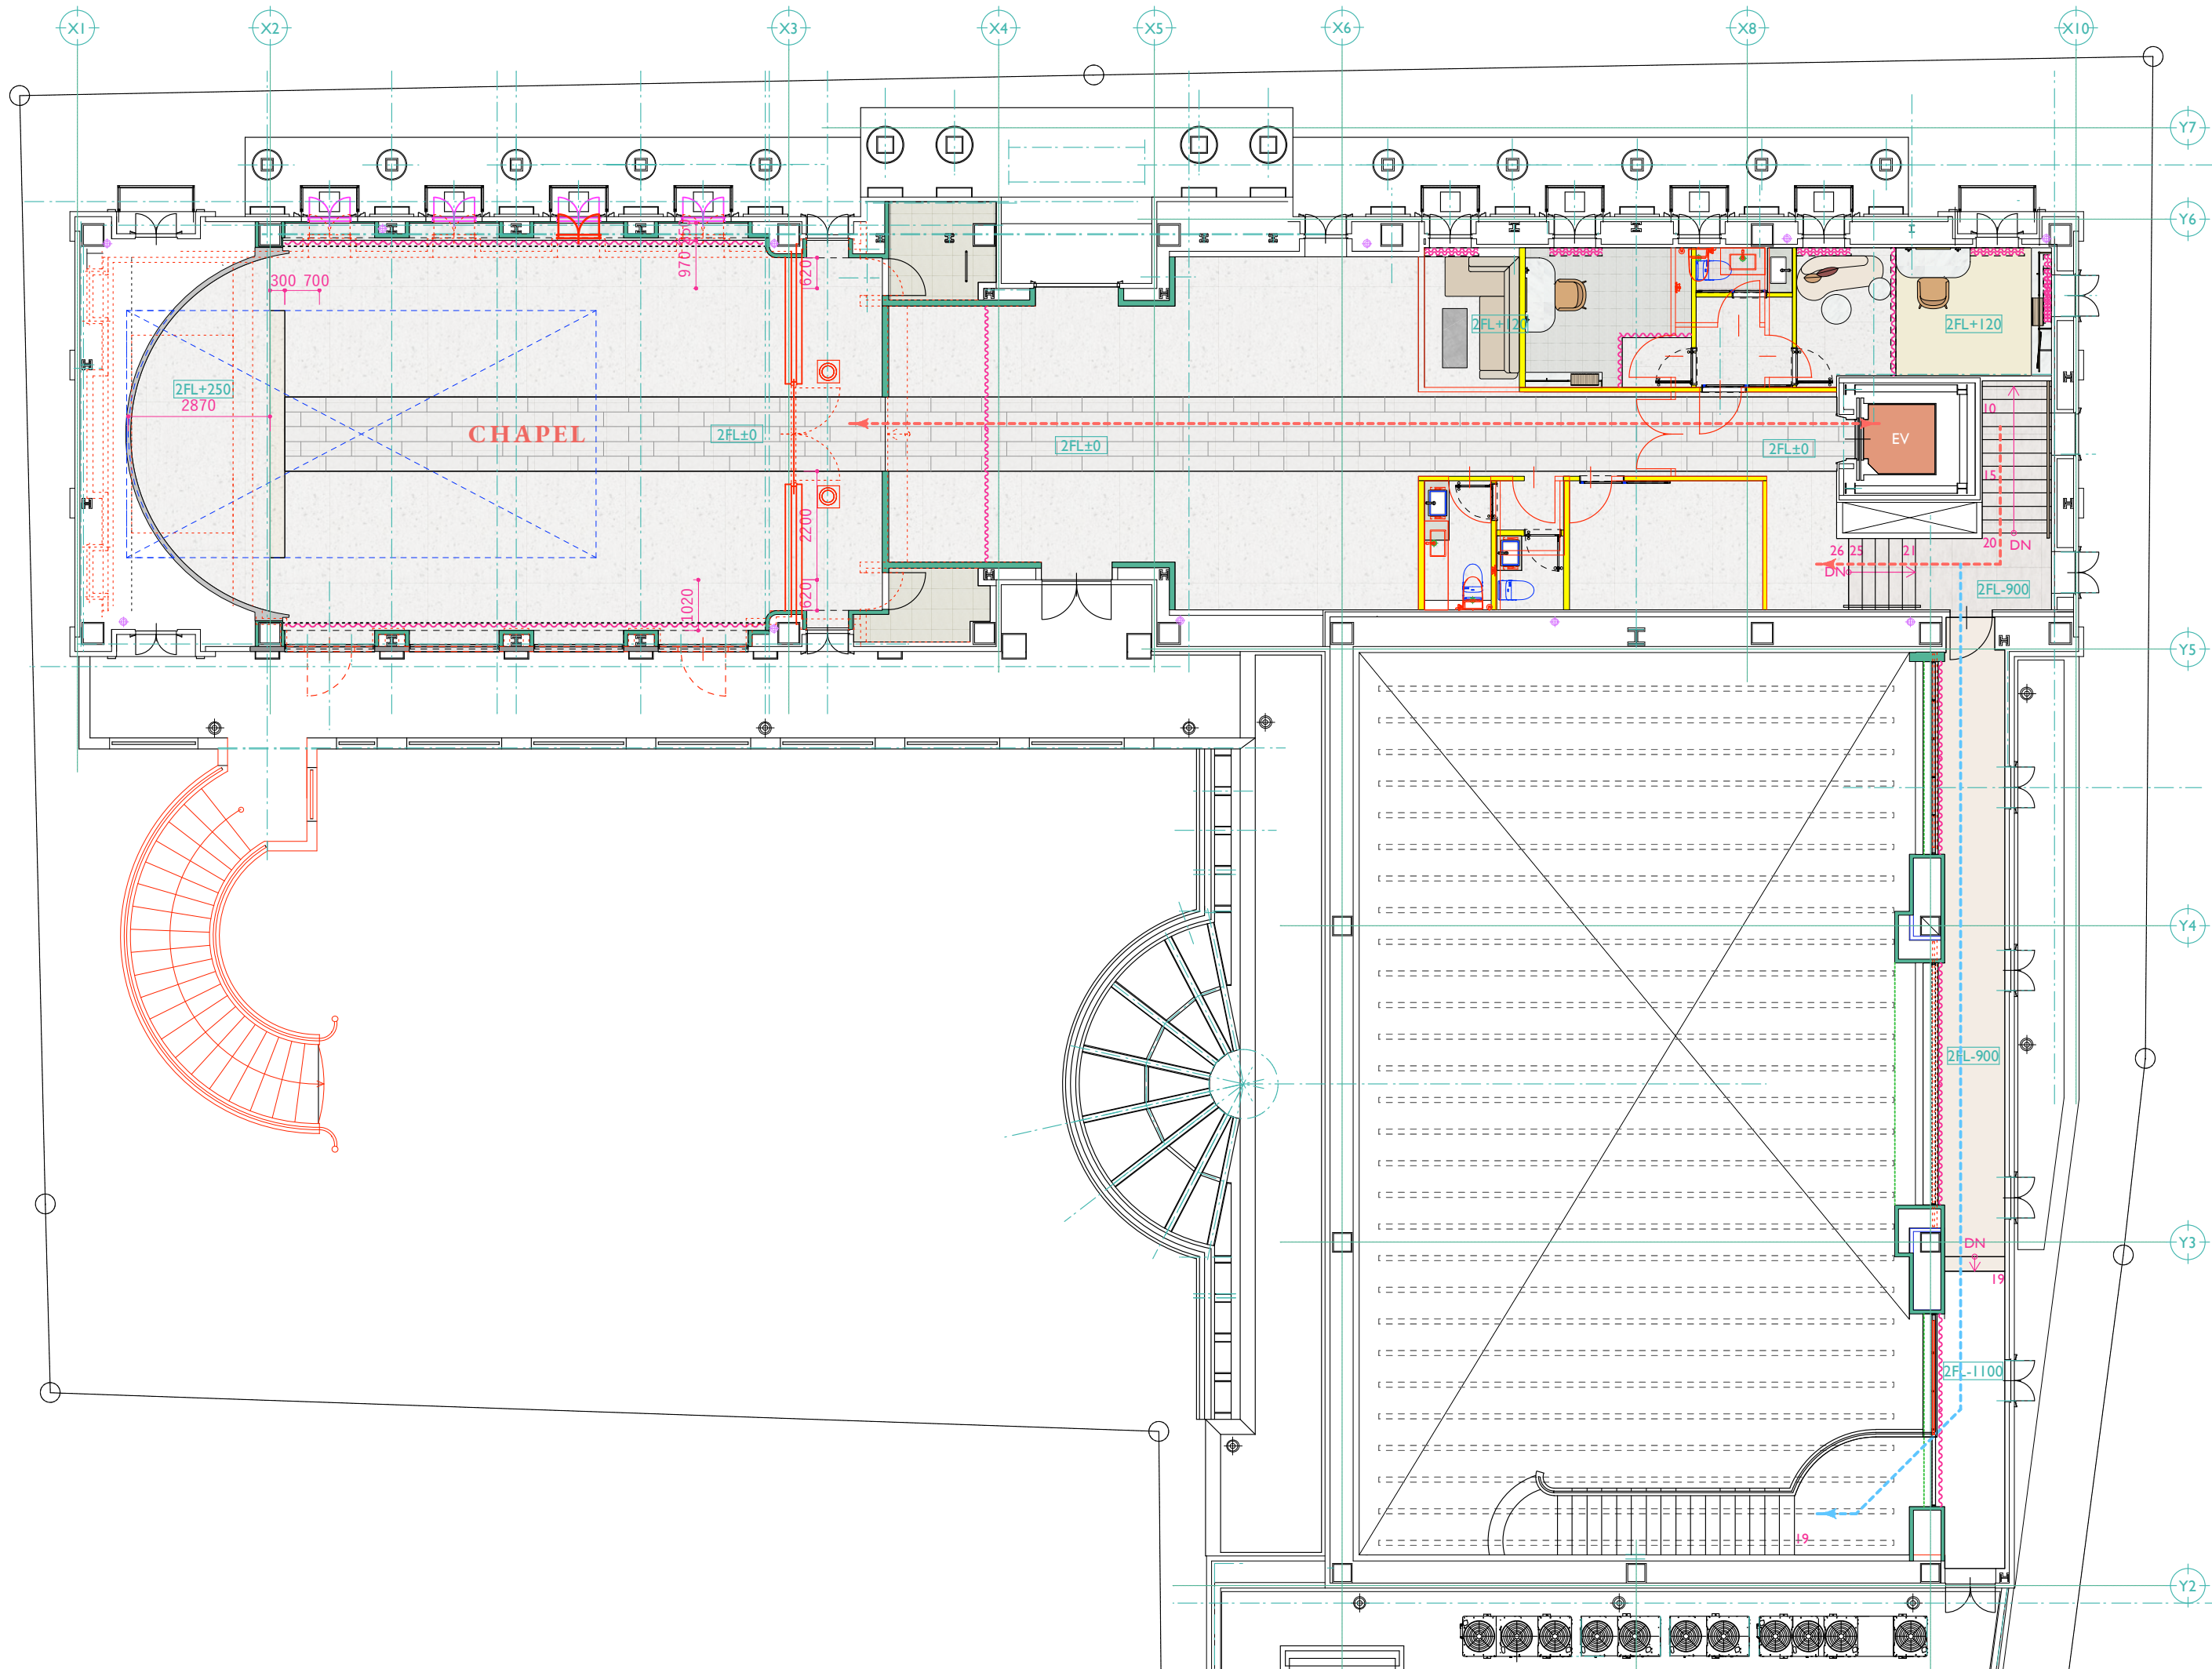 X1 X2 X3 X4 X5 X6 X8 X10
Y7
Y6
970
620
300 700
2FL+120
2FL+120
2FL+250
2870
CHAPEL
2FL±0
2FL±0
2FL±0
EV
10
15
2200
20
DN
26 25 21
DN
620
1020
2FL-900
Y5
Y4
2FL-900
Y3
DN
19
2FL-1100
19
Y2